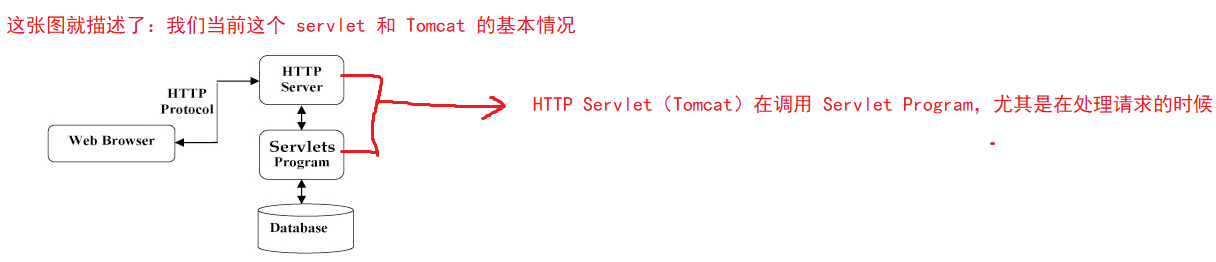 这张图就描述了：我们当前这个 servlet 和 Tomcat 的基本情况
HTTP
Server
HTTP
Protocol
HTTP Servlet（Tomcat）在调用 Servlet Program，尤其是在处理请求的时候
Web Browser
Servlets
Program
Database